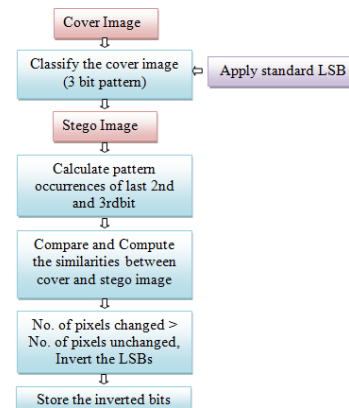 Cover Image
Classify the cover image
(3 bit pattern)
Apply standard LSB
Stego Image
Calculate pattern
occurrences of last 2nd
and 3rdbit
Compare and Compute
the similarities between
cover and stego image
No. of pixels changed >
No. of pixels unchanged,
Invert the LSBs
Store the inverted bits